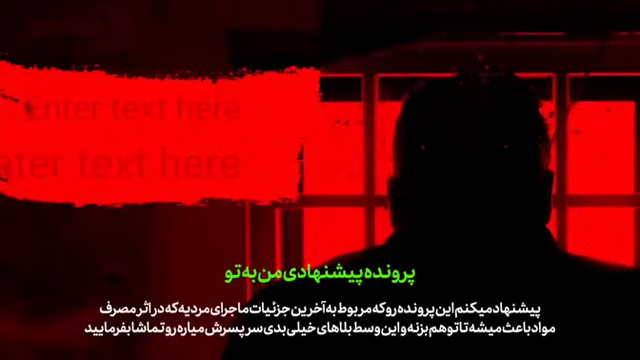 Enter text here
ater text here
پرونده پیشنهادی من به تو
پیشنهاد میکنم این پرونده رو که مربوط به آخرین جزئیات ماجرای مردیه که در اثر مصرف
مواد باعث میشه تا توهم بزنه و این وسط بلاهای خیلی بدی سر پسرش میاره رو تماشا بفرمایید